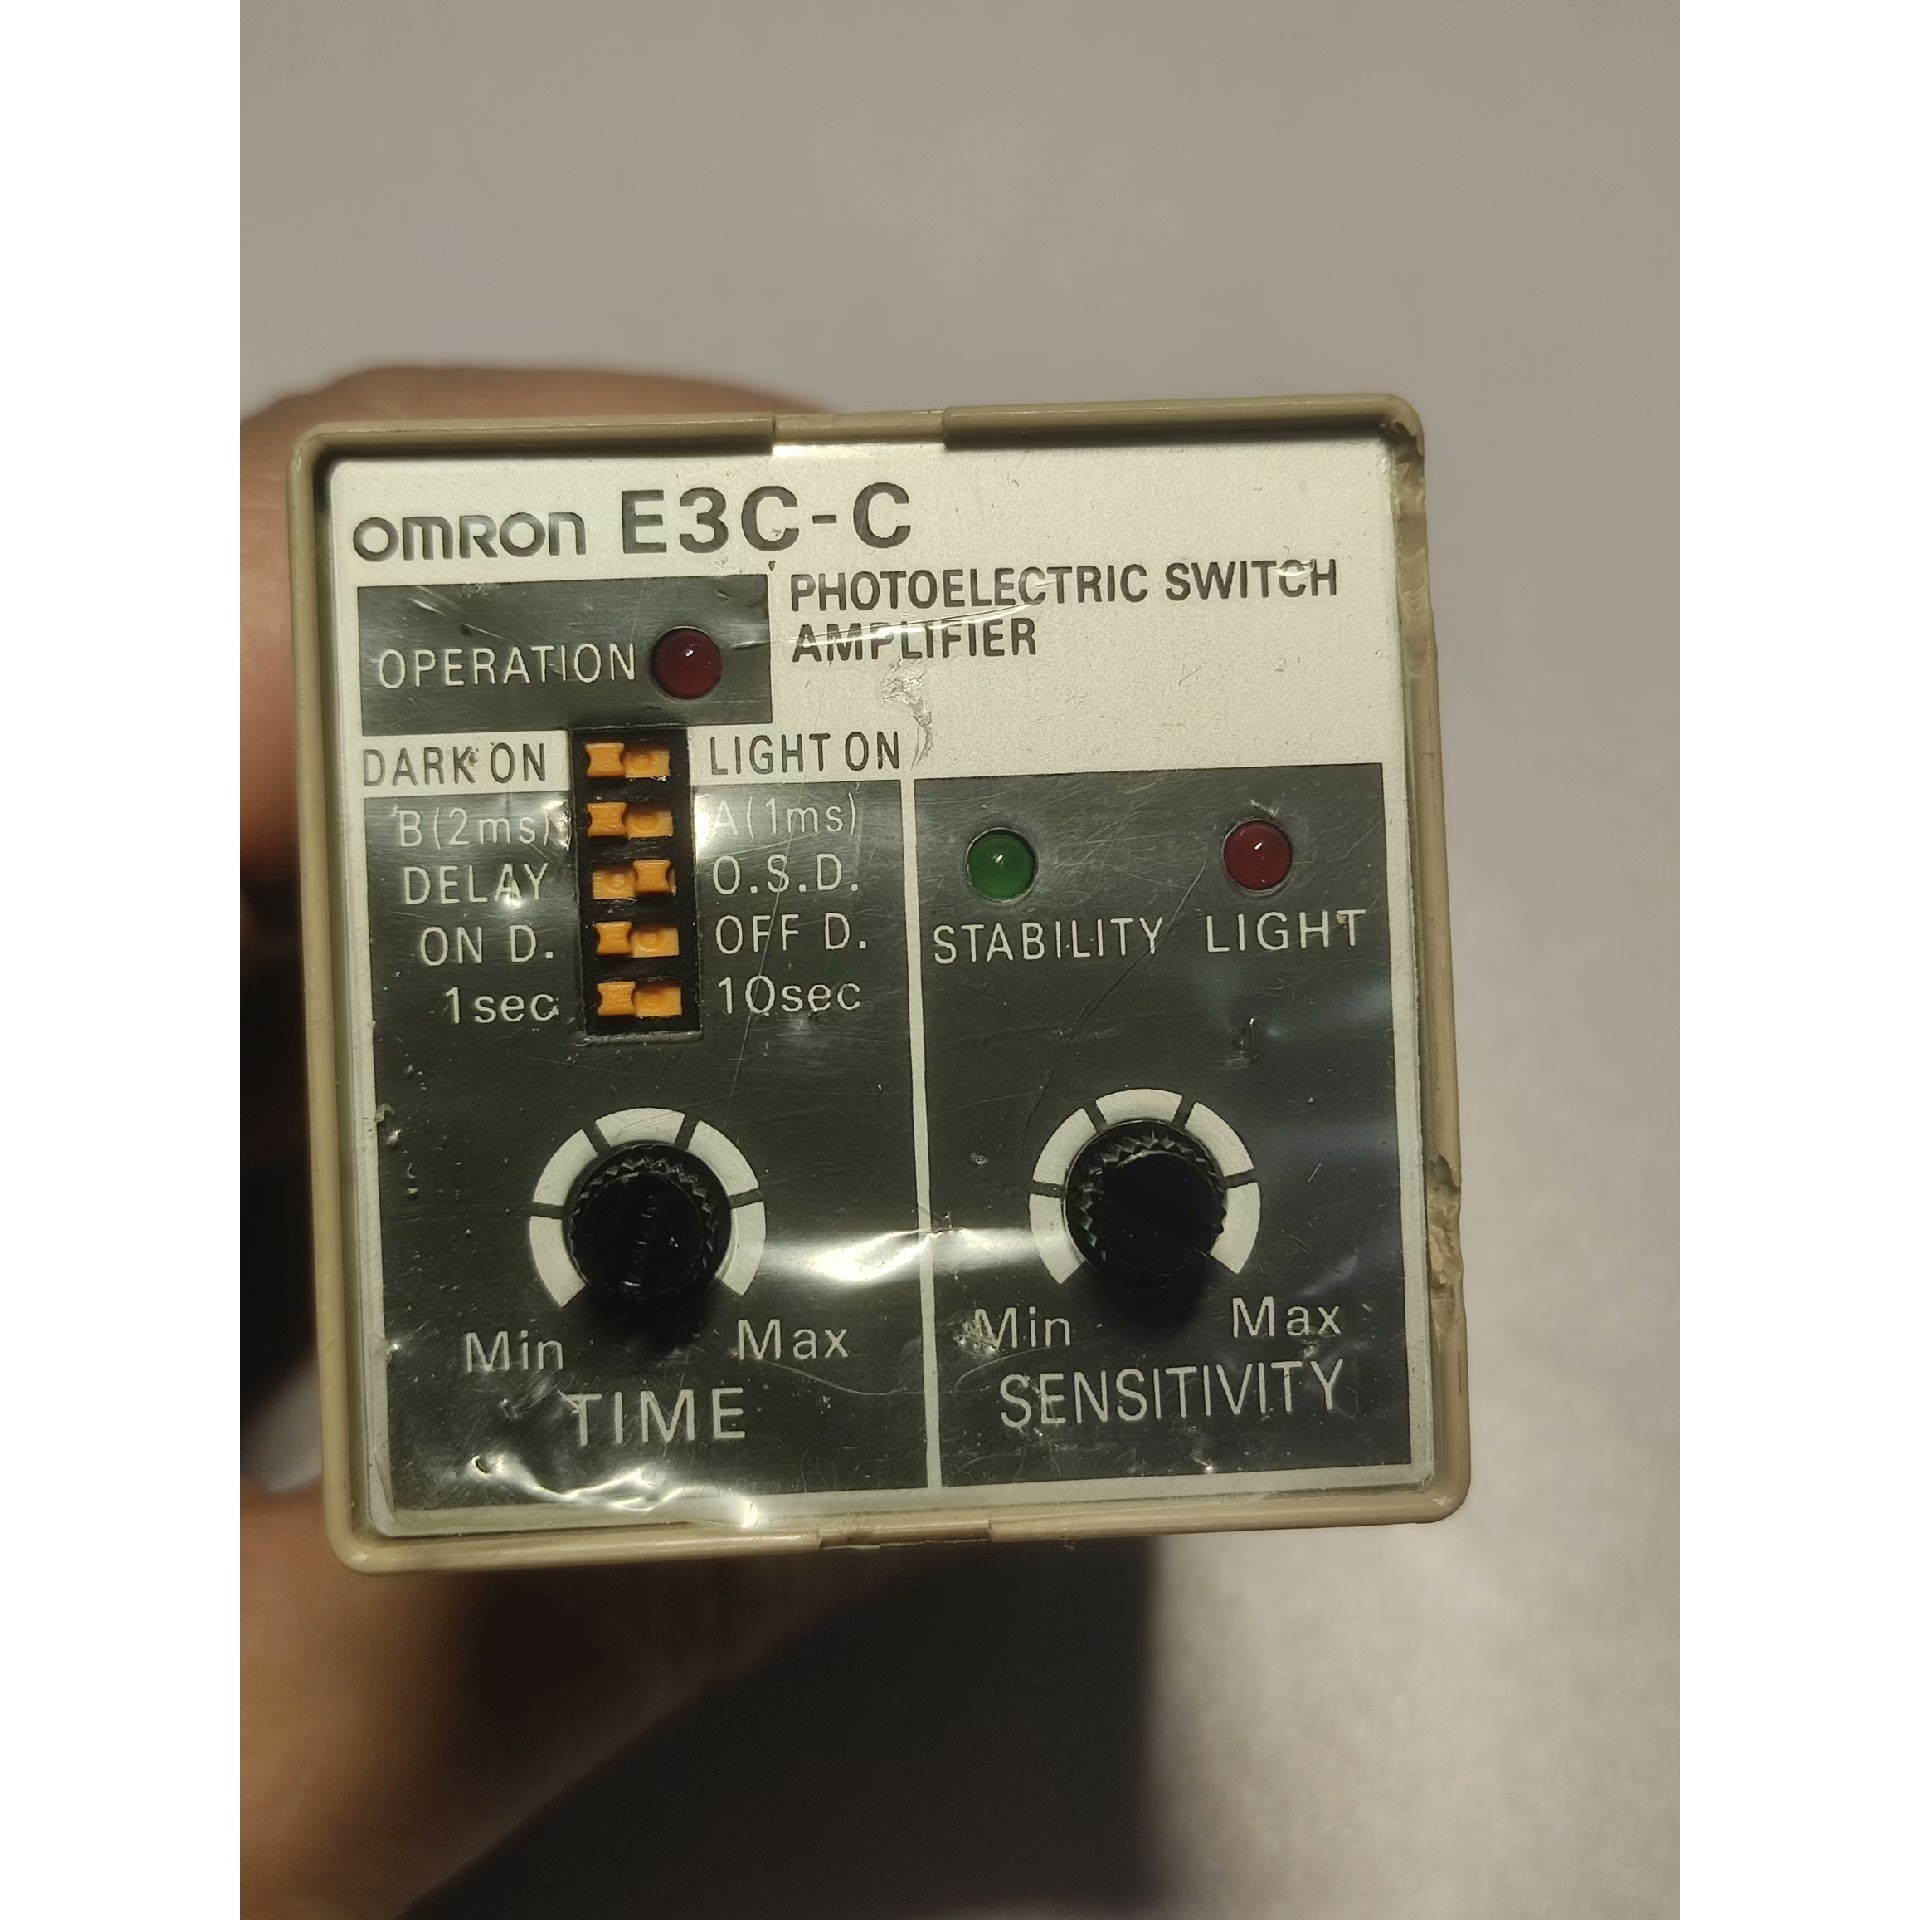 omron E3C-C
PHOTOELECTRIC SWITCH
AMPLIFIER
OPERATION
DARK ON LIGHT ON
B(2ms) A(1ms)
DELAY O.S.D.
ON D. OFF D.
1sec 10sec
STABILITY LIGHT
Min Max
TIME
Min Max
SENSITIVITY